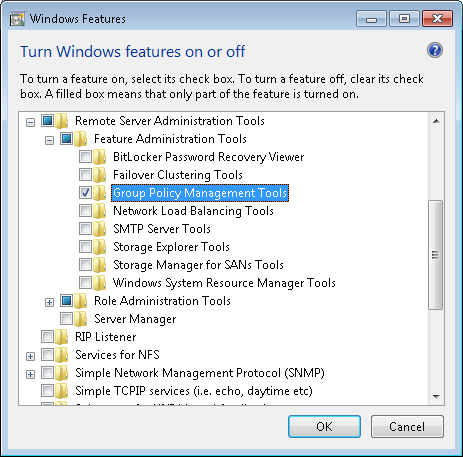 Windows Features
Turn Windows features on or off
To turn a feature on, select its check box. To turn a feature off, clear its check
box. A filled box means that only part of the feature is turned on.
Remote Server Administration Tools
Feature Administration Tools
BitLocker Password Recovery Viewer
Failover Clustering Tools
Group Policy Management Tools
Network Load Balancing Tools
SMTP Server Tools
Storage Explorer Tools
Storage Manager for SANs Tools
Windows System Resource Manager Tools
Role Administration Tools
Server Manager
RIP Listener
Services for NFS
Simple Network Management Protocol (SNMP)
Simple TCPIP services (i.e. echo, daytime etc)
OK
Cancel